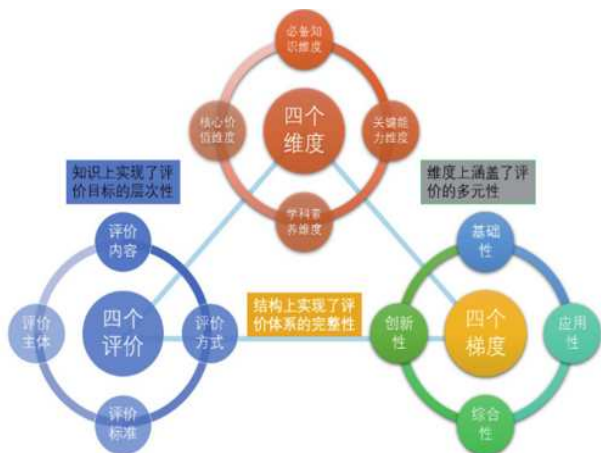 必备知
识维度
核心价
值维度
四个
维度
关键能
力维度
学科素
养维度
知识上实现了评
价目标的层次性
维度上涵盖了评
价的多元性
评价
内容
评价
主体
四个
评价
评价
方式
评价
标准
结构上实现了评
价体系的完整性
基础
性
创新
性
四个
梯度
应用
性
综合
性